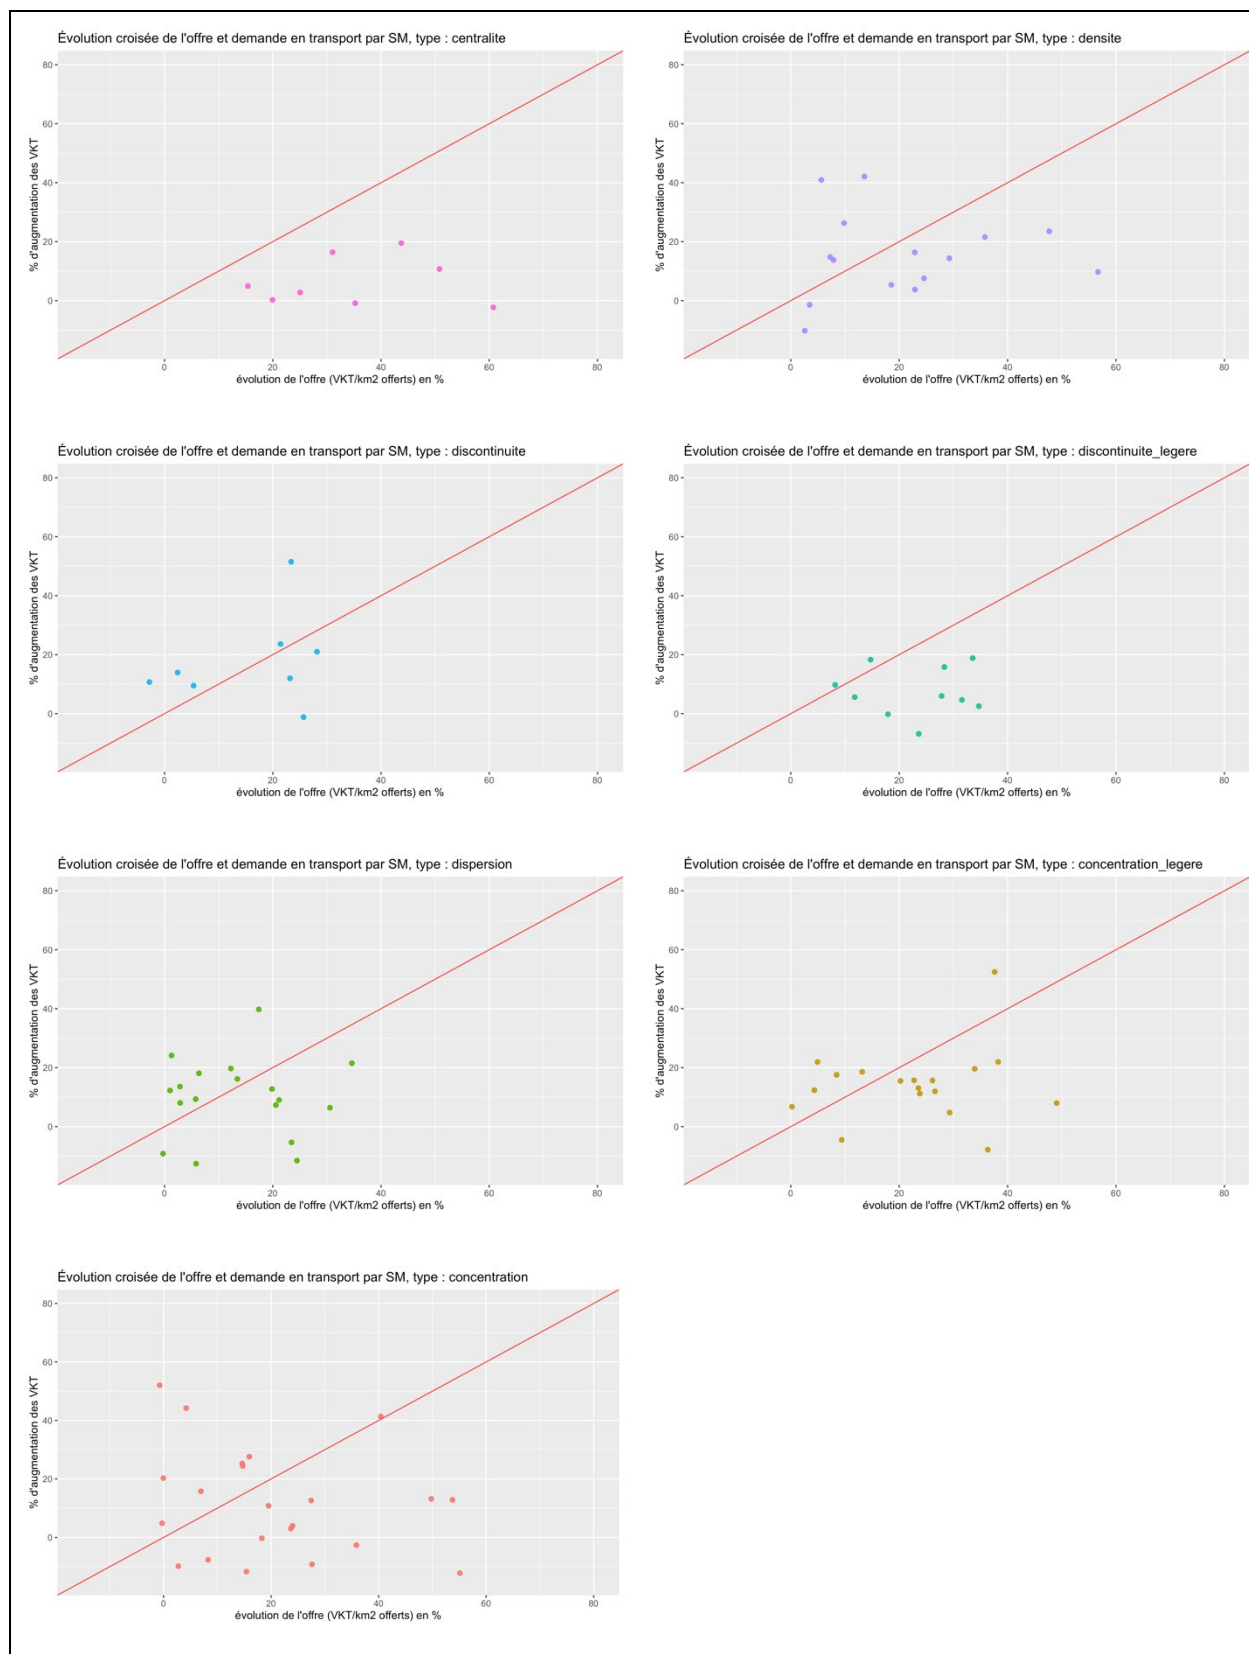 Évolution croisée de l'offre et demande en transport par SM, type : centralite
80
60
40
20
0
% d'augmentation des VKT
0 20 40 60 80
évolution de l'offre (VKT/km2 offerts) en %
Évolution croisée de l'offre et demande en transport par SM, type : densite
80
60
40
20
0
% d'augmentation des VKT
0 20 40 60 80
évolution de l'offre (VKT/km2 offerts) en %
Évolution croisée de l'offre et demande en transport par SM, type : discontinuite
80
60
40
20
0
% d'augmentation des VKT
0 20 40 60 80
évolution de l'offre (VKT/km2 offerts) en %
Évolution croisée de l'offre et demande en transport par SM, type : discontinuite_legere
80
60
40
20
0
% d'augmentation des VKT
0 20 40 60 80
évolution de l'offre (VKT/km2 offerts) en %
Évolution croisée de l'offre et demande en transport par SM, type : dispersion
80
60
40
20
0
% d'augmentation des VKT
0 20 40 60 80
évolution de l'offre (VKT/km2 offerts) en %
Évolution croisée de l'offre et demande en transport par SM, type : concentration_legere
80
60
40
20
0
% d'augmentation des VKT
0 20 40 60 80
évolution de l'offre (VKT/km2 offerts) en %
Évolution croisée de l'offre et demande en transport par SM, type : concentration
80
60
40
20
0
% d'augmentation des VKT
0 20 40 60 80
évolution de l'offre (VKT/km2 offerts) en %